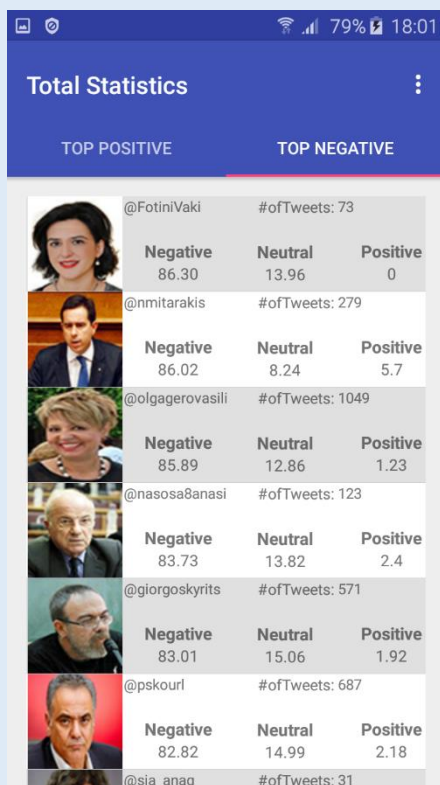 79% 18:01
Total Statistics
TOP POSITIVE TOP NEGATIVE
@FotiniVaki #ofTweets: 73
Negative Neutral Positive
86.30 13.96 0
@nmitarakis #ofTweets: 279
Negative Neutral Positive
86.02 8.24 5.7
@olgagerovasili #ofTweets: 1049
Negative Neutral Positive
85.89 12.86 1.23
@nasosa8anasi #ofTweets: 123
Negative Neutral Positive
83.73 13.82 2.4
@giorgoskyrits #ofTweets: 571
Negative Neutral Positive
83.01 15.06 1.92
@pskourl #ofTweets: 687
Negative Neutral Positive
82.82 14.99 2.18
@sia_anag #ofTweets: 31